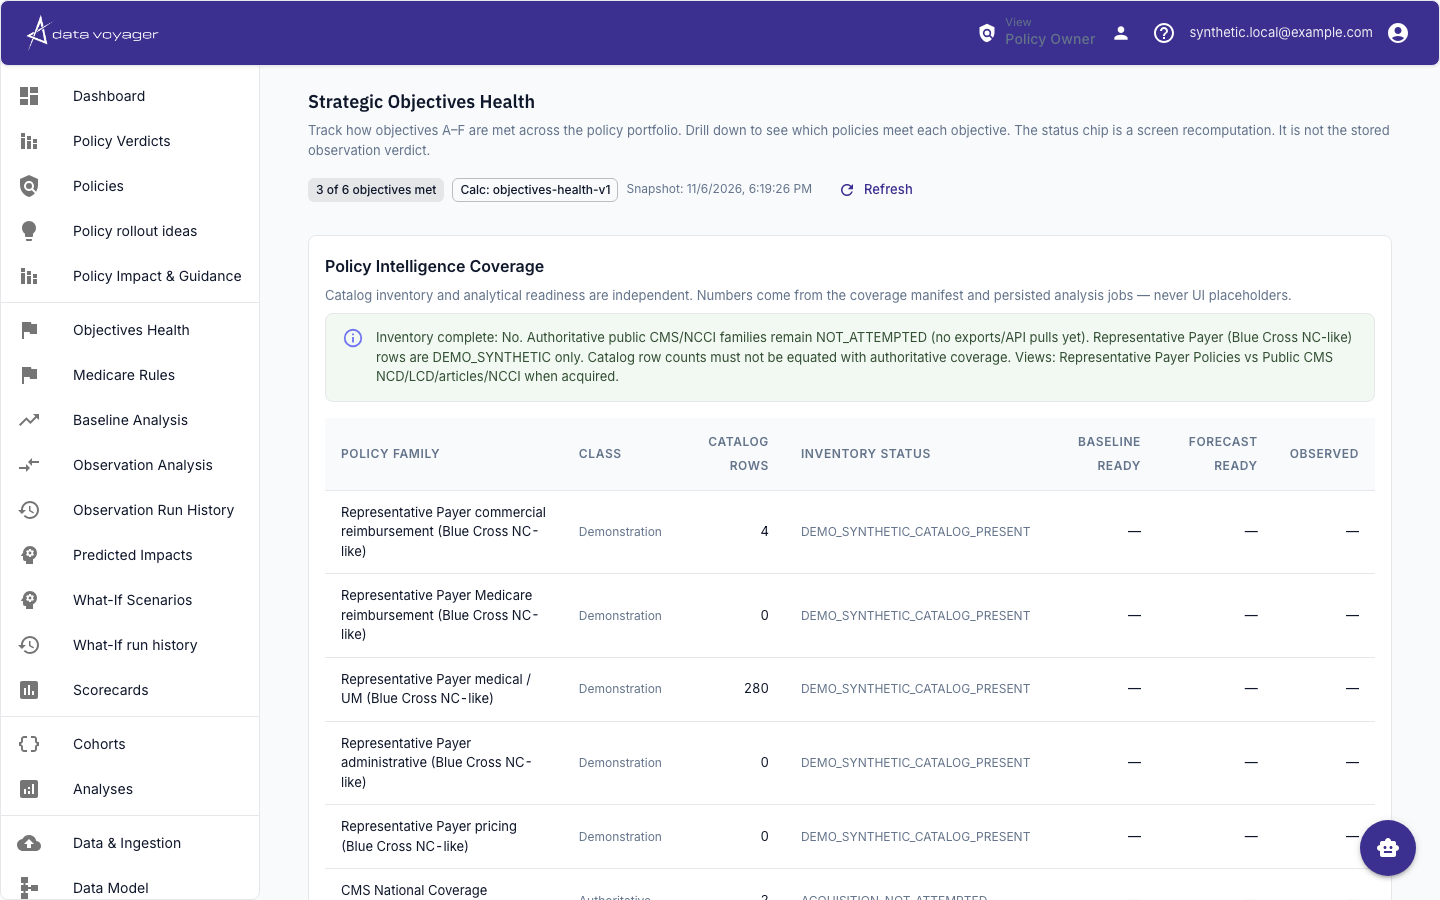 data voyager
View
Policy Owner
synthetic.local@example.com
Dashboard
Policy Verdicts
Policies
Policy rollout ideas
Policy Impact & Guidance
Objectives Health
Medicare Rules
Baseline Analysis
Observation Analysis
Observation Run History
Predicted Impacts
What-If Scenarios
What-If run history
Scorecards
Cohorts
Analyses
Data & Ingestion
Data Model
Strategic Objectives Health
Track how objectives A–F are met across the policy portfolio. Drill down to see which policies meet each objective. The status chip is a screen recomputation. It is not the stored
observation verdict.
3 of 6 objectives met
Calc: objectives-health-v1
Snapshot: 11/6/2026, 6:19:26 PM
Refresh
Policy Intelligence Coverage
Catalog inventory and analytical readiness are independent. Numbers come from the coverage manifest and persisted analysis jobs — never UI placeholders.
Inventory complete: No. Authoritative public CMS/NCCI families remain NOT_ATTEMPTED (no exports/API pulls yet). Representative Payer (Blue Cross NC-like)
rows are DEMO_SYNTHETIC only. Catalog row counts must not be equated with authoritative coverage. Views: Representative Payer Policies vs Public CMS
NCD/LCD/articles/NCCI when acquired.
POLICY FAMILY
CLASS
CATALOG
ROWS
INVENTORY STATUS
BASELINE
READY
FORECAST
READY
OBSERVED
Representative Payer commercial
reimbursement (Blue Cross NC-
like)
Demonstration
4
DEMO_SYNTHETIC_CATALOG_PRESENT
—
—
—
Representative Payer Medicare
reimbursement (Blue Cross NC-
like)
Demonstration
0
DEMO_SYNTHETIC_CATALOG_PRESENT
—
—
—
Representative Payer medical /
UM (Blue Cross NC-like)
Demonstration
280
DEMO_SYNTHETIC_CATALOG_PRESENT
—
—
—
Representative Payer
administrative (Blue Cross NC-
like)
Demonstration
0
DEMO_SYNTHETIC_CATALOG_PRESENT
—
—
—
Representative Payer pricing
(Blue Cross NC-like)
Demonstration
0
DEMO_SYNTHETIC_CATALOG_PRESENT
—
—
—
CMS National Coverage
Authoritative
2
ACQUISITION_NOT_ATTEMPTED